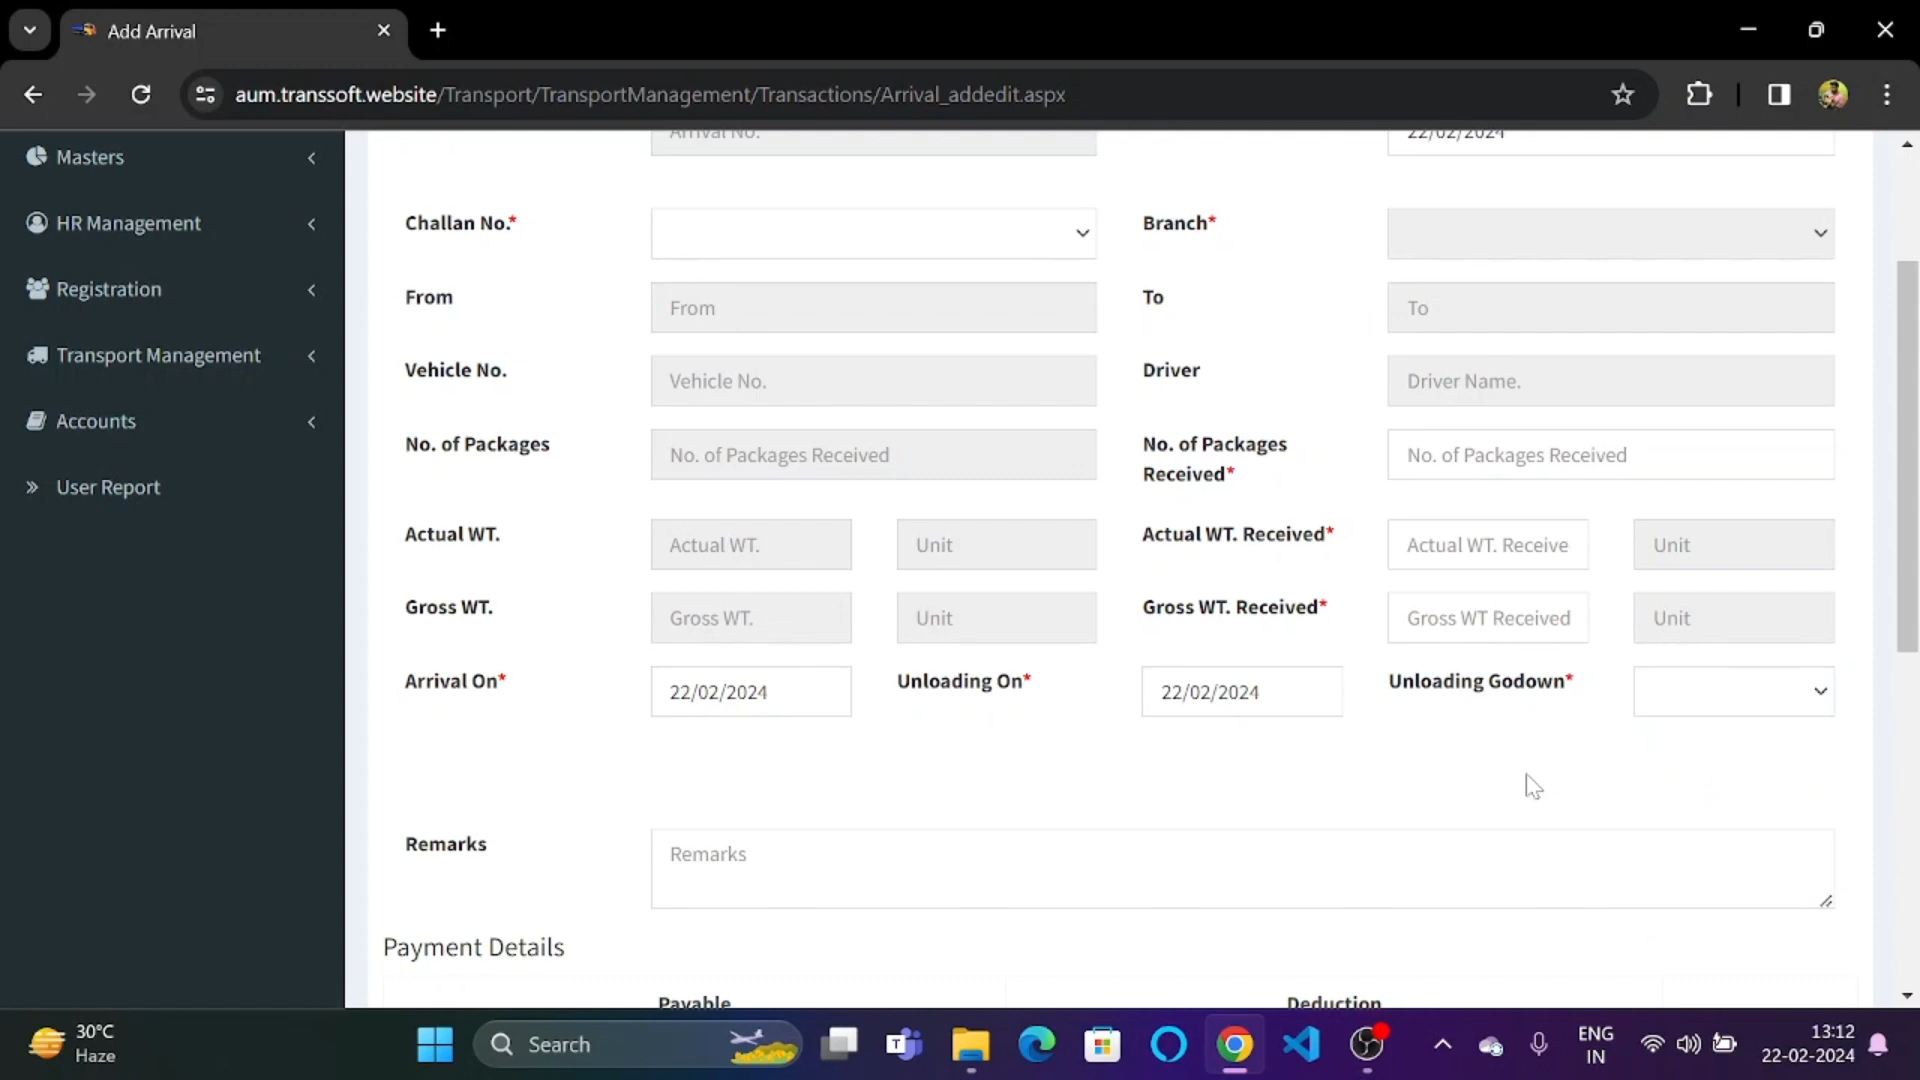 Add Arrival
aum.transsoft.website/Transport/TransportManagement/Transactions/Arrival_addedit.aspx
Masters
HR Management
Registration
Transport Management
Accounts
User Report
Arrival No. 22/02/2024
Challan No.* Branch*
From From To To
Vehicle No. Vehicle No. Driver Driver Name.
No. of Packages No. of Packages Received No. of Packages Received* No. of Packages Received
Actual WT. Actual WT. Unit Actual WT. Received* Actual WT. Receive Unit
Gross WT. Gross WT. Unit Gross WT. Received* Gross WT Received Unit
Arrival On* 22/02/2024 Unloading On* 22/02/2024 Unloading Godown*
Remarks Remarks
Payment Details
Payable Deduction
30°C
Haze
Search
ENG
IN
13:12
22-02-2024